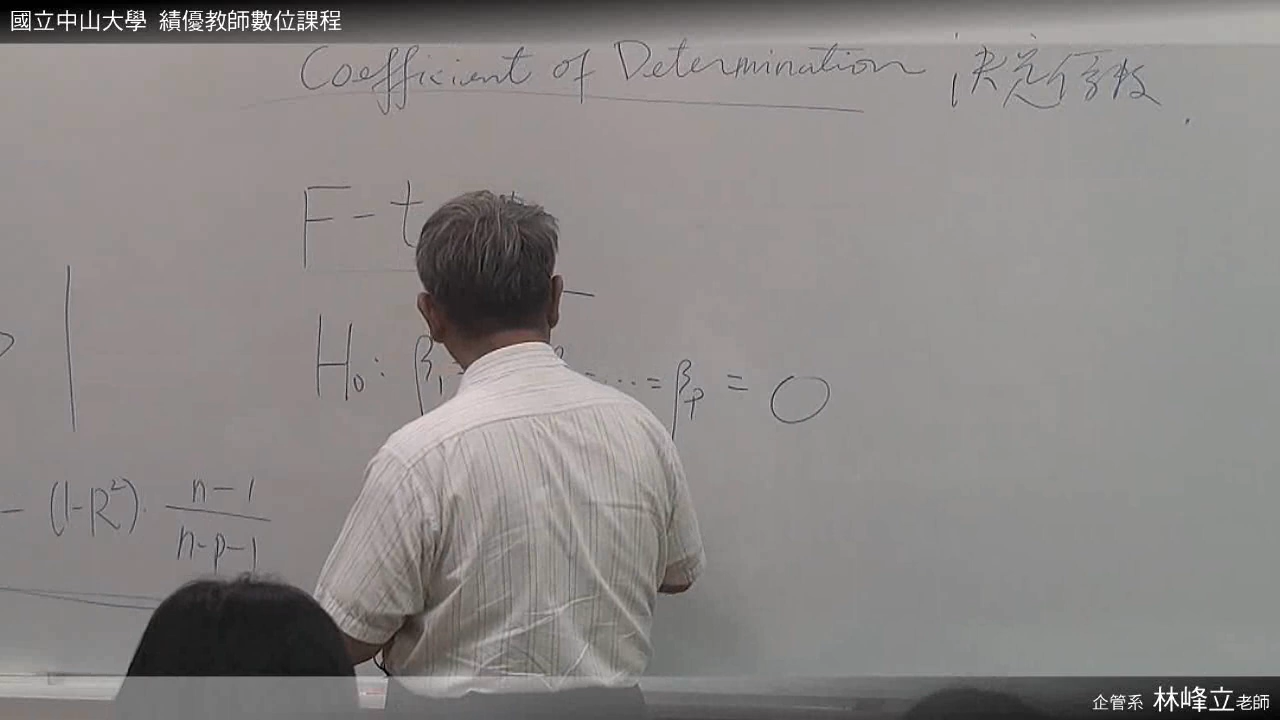 國立中山大學 績優教師數位課程
Coefficient of Determination 決定係数
F - t
H₀: β₁ ... = βp = 0
- (1-R²). n-1
n-p-1
企管系 林峰立老師